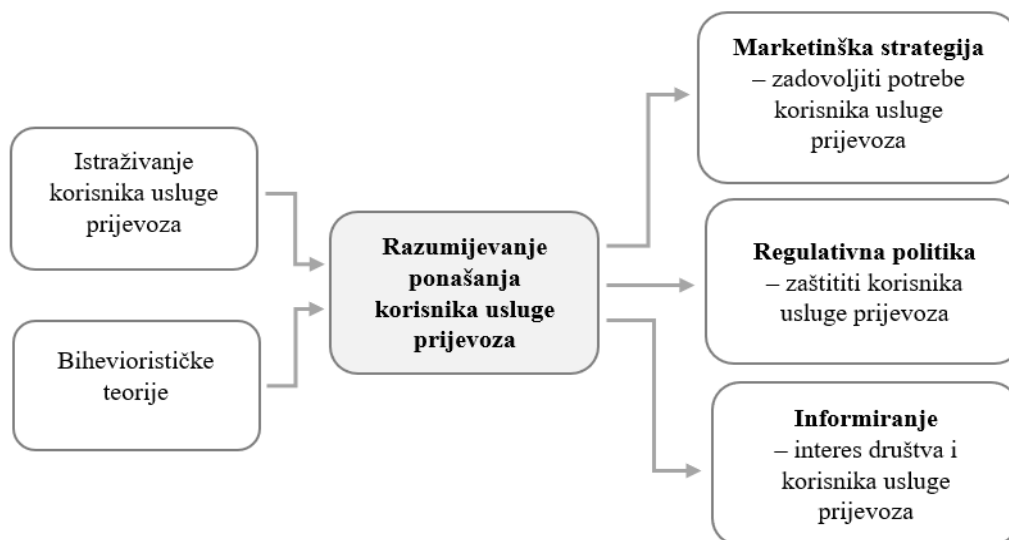 Istraživanje
korisnika usluge
prijevoza
Biheviorističke
teorije
Razumijevanje
ponašanja
korisnika usluge
prijevoza
Marketinška strategija
– zadovoljiti potrebe
korisnika usluge
prijevoza
Regulativna politika
– zaštititi korisnika
usluge prijevoza
Informiranje
– interes društva i
korisnika usluge
prijevoza